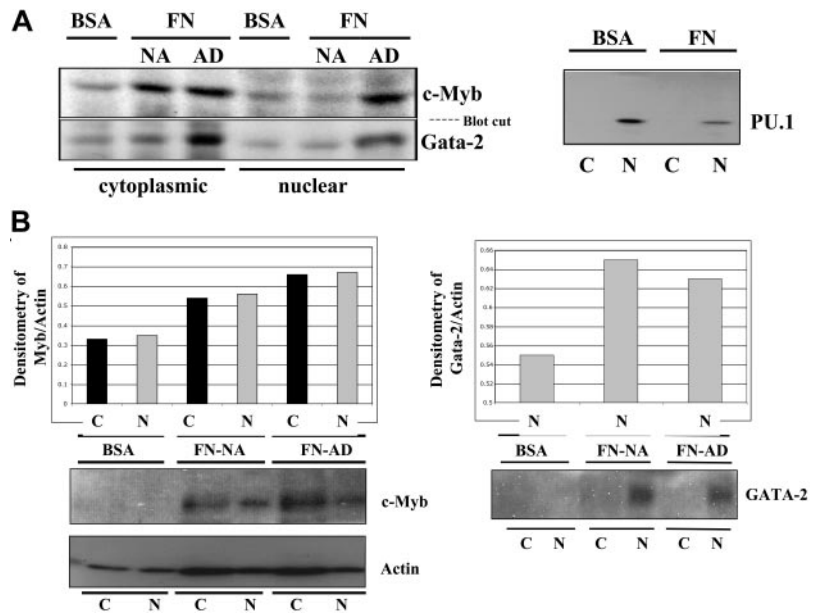 A
BSA FN BSA FN
NA AD NA AD
c-Myb
Blot cut
Gata-2
cytoplasmic nuclear
BSA FN
PU.1
C N C N
B
Densitometry of
Myb/Actin
0.8
0.7
0.6
0.5
0.4
0.3
0.2
0.1
0
C N C N C N
BSA FN-NA FN-AD
c-Myb
Actin
C N C N C N
Densitometry of
Gata-2/Actin
0.66
0.64
0.62
0.6
0.58
0.56
0.54
0.52
0.5
N N N
BSA FN-NA FN-AD
GATA-2
C N C N C N